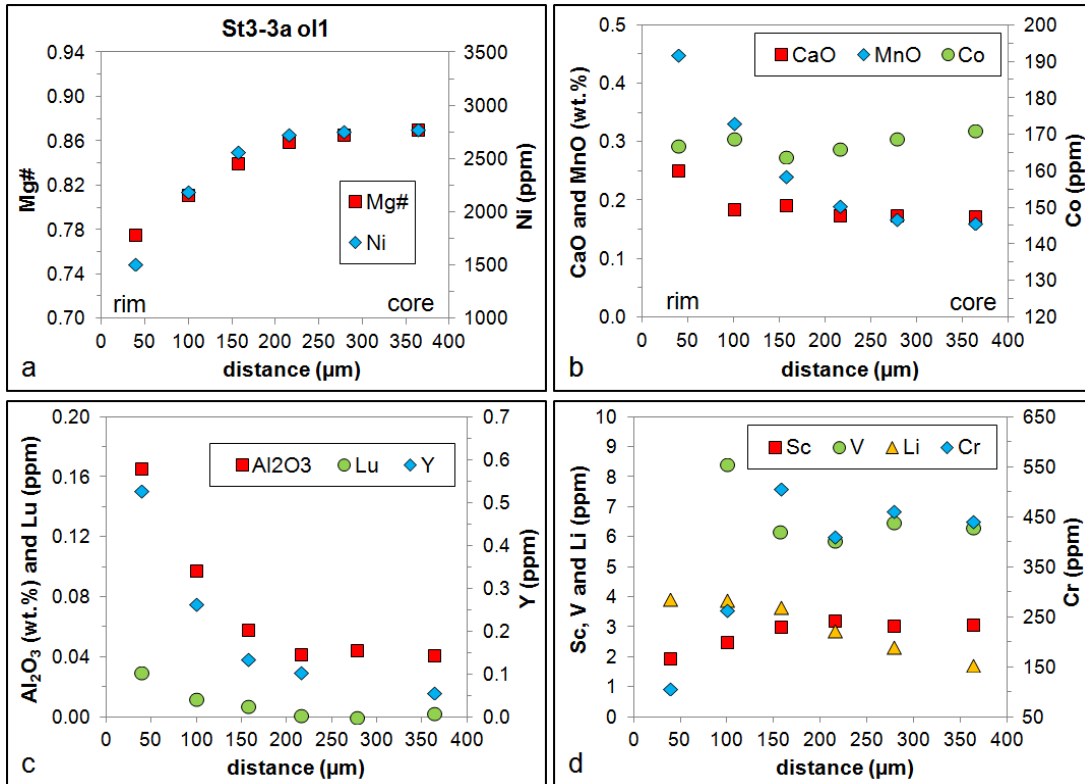 St3-3a ol1
0.94
0.90
0.86
0.82
0.78
0.74
0.70
Mg#
3500
3000
2500
2000
1500
1000
Ni (ppm)
Mg#
Ni
rim
core
0 50 100 150 200 250 300 350 400
distance (µm)
a
0.5
0.4
0.3
0.2
0.1
0.0
CaO and MnO (wt.%)
CaO MnO Co
200
190
180
170
160
150
140
130
120
Co (ppm)
rim
core
0 50 100 150 200 250 300 350 400
distance (µm)
b
0.20
0.16
0.12
0.08
0.04
0.00
Al₂O₃ (wt.%) and Lu (ppm)
Al2O3 Lu Y
0.7
0.6
0.5
0.4
0.3
0.2
0.1
0.0
Y (ppm)
0 50 100 150 200 250 300 350 400
distance (µm)
c
10
9
8
7
6
5
4
3
2
1
0
Sc, V and Li (ppm)
Sc V Li Cr
650
550
450
350
250
150
50
Cr (ppm)
0 50 100 150 200 250 300 350 400
distance (µm)
d